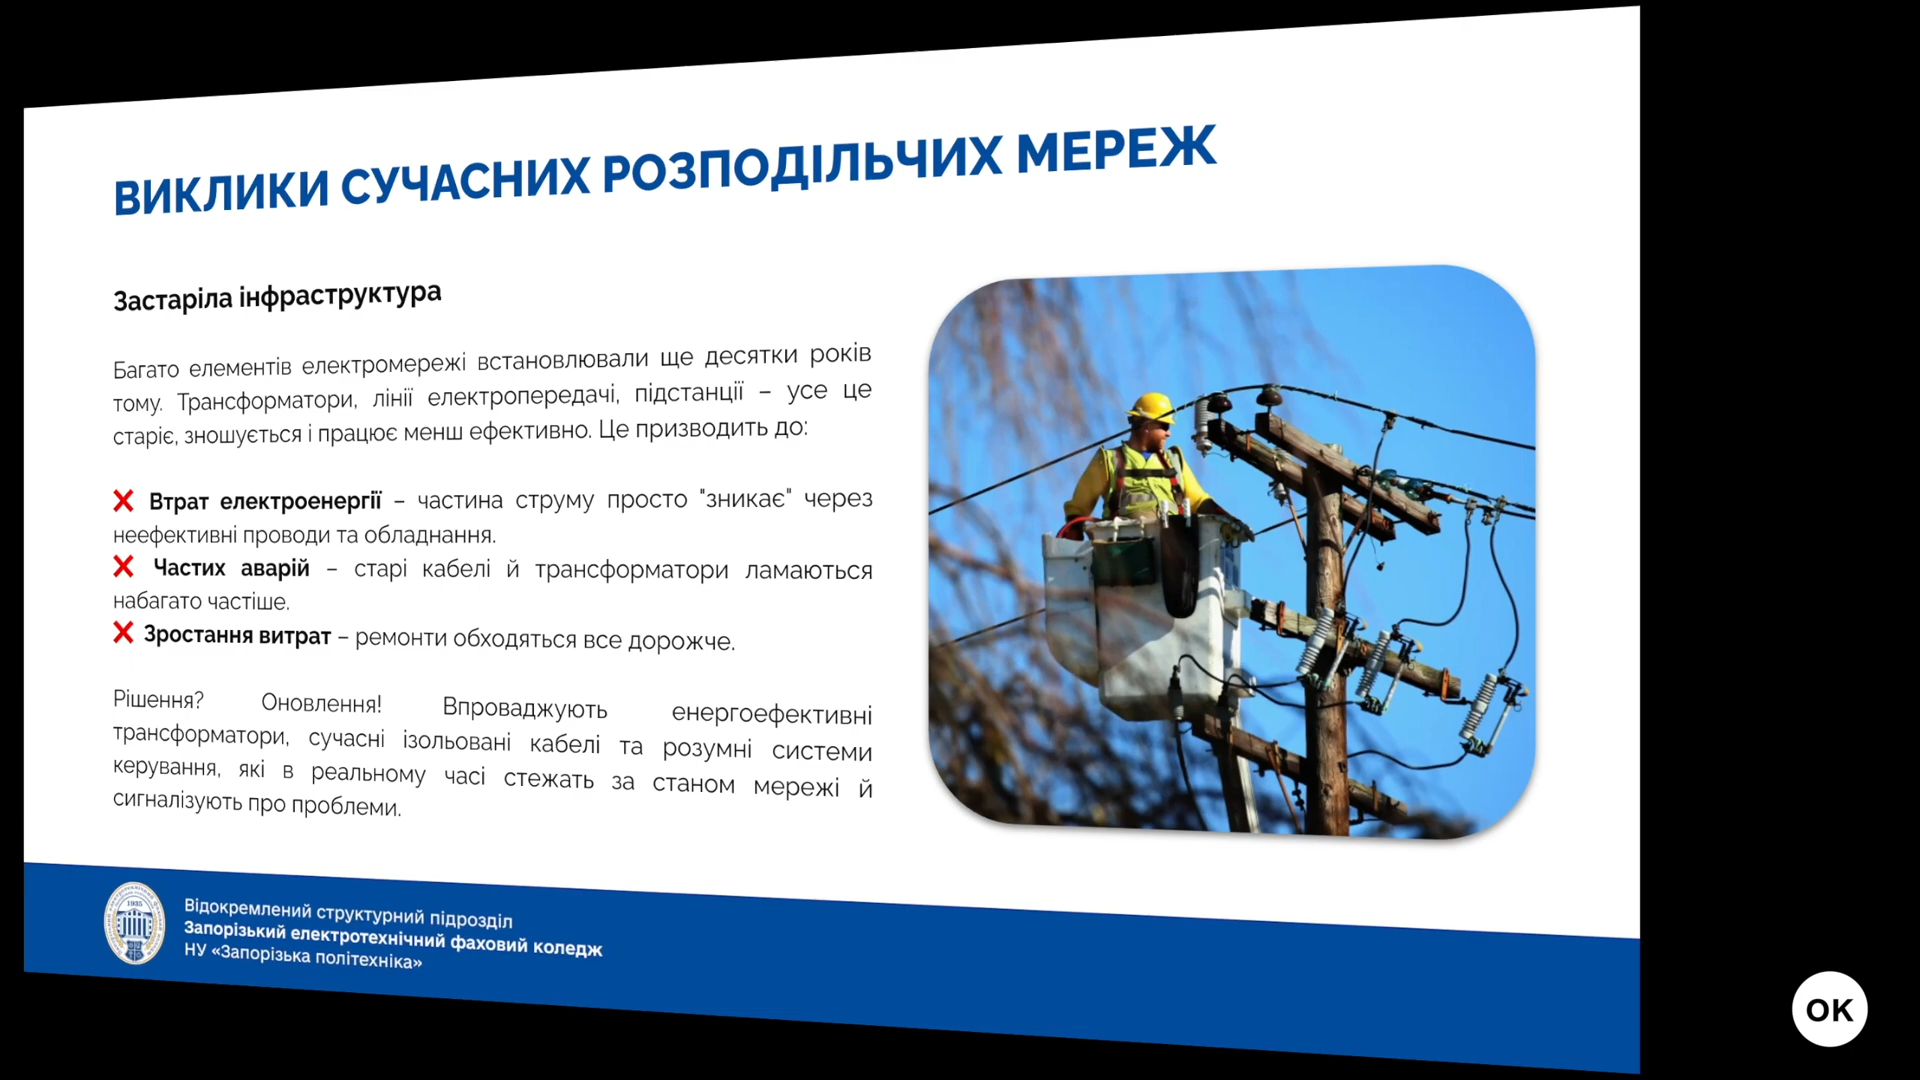 ВИКЛИКИ СУЧАСНИХ РОЗПОДІЛЬЧИХ МЕРЕЖ
Застаріла інфраструктура
Багато елементів електромережі встановлювали ще десятки років
тому. Трансформатори, лінії електропередачі, підстанції – усе це
старіє, зношується і працює менш ефективно. Це призводить до:
❌ Втрат електроенергії – частина струму просто "зникає" через
неефективні проводи та обладнання.
❌ Частих аварій – старі кабелі й трансформатори ламаються
набагато частіше.
❌ Зростання витрат – ремонти обходяться все дорожче.
Рішення? Оновлення! Впроваджують енергоефективні
трансформатори, сучасні ізольовані кабелі та розумні системи
керування, які в реальному часі стежать за станом мережі й
сигналізують про проблеми.
1935
Відокремлений структурний підрозділ
Запорізький електротехнічний фаховий коледж
НУ «Запорізька політехніка»
OK